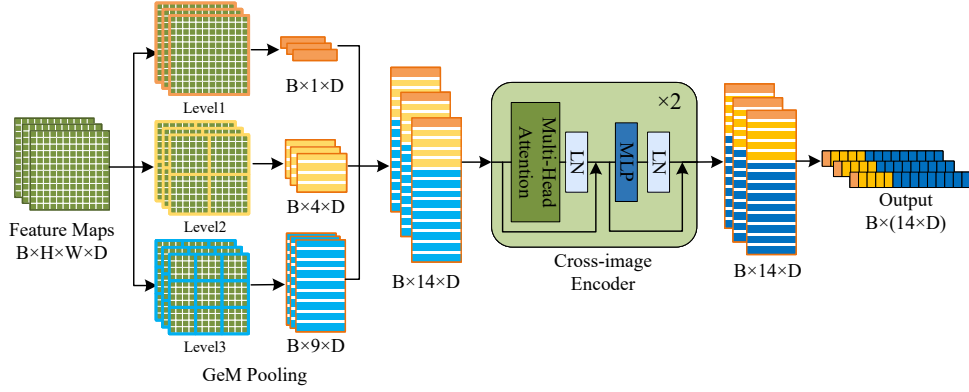 Feature Maps
B×H×W×D
Level1
Level2
Level3
GeM Pooling
B×1×D
B×4×D
B×9×D
B×14×D
Multi-Head
Attention
LN
MLP
LN
×2
Cross-image
Encoder
B×14×D
Output
B×(14×D)